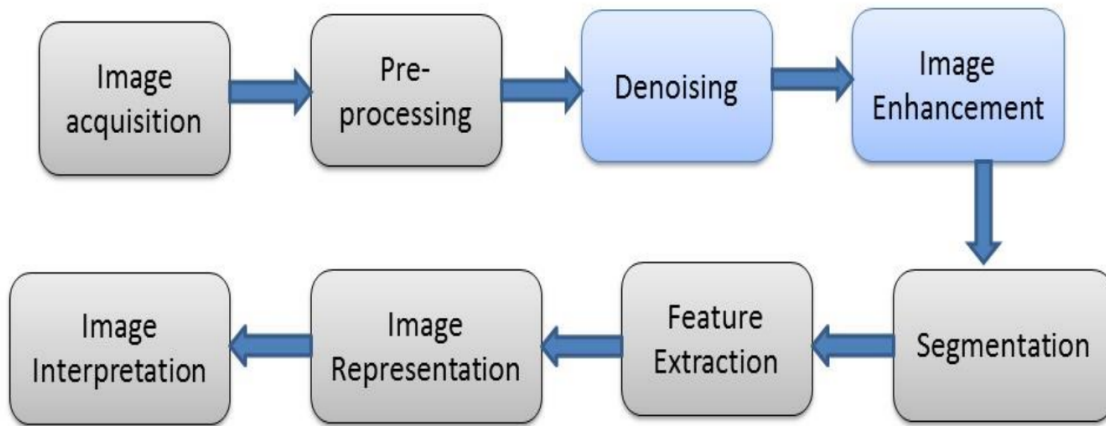 Image
acquisition
Pre-
processing
Denoising
Image
Enhancement
Segmentation
Feature
Extraction
Image
Representation
Image
Interpretation